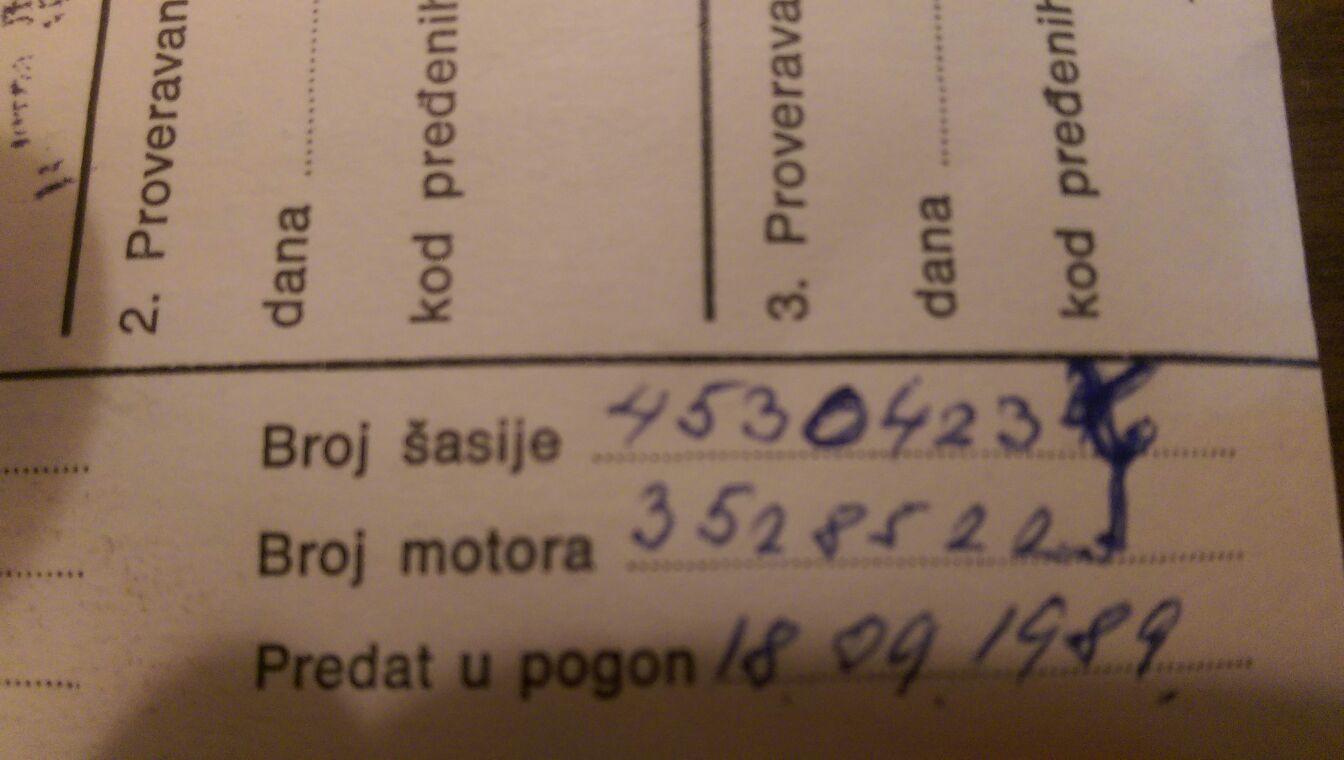 2. Proveravan
dana
kod pređenih
3. Proverava
dana
kod pređenih
Broj šasije 4530423
Broj motora 3528522
Predat u pogon 18 09 1989